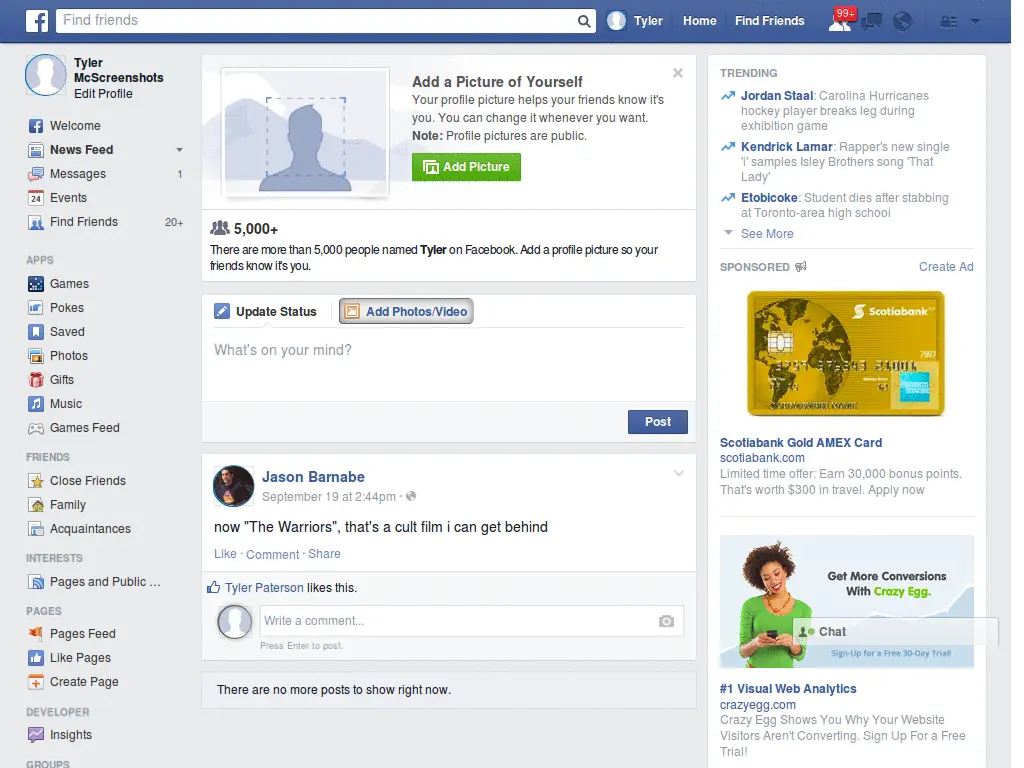 f
Find friends
Tyler
Home
Find Friends
99+
Tyler
McScreenshots
Edit Profile
Welcome
News Feed
Messages 1
24
Events
Find Friends 20+
APPS
Games
Pokes
Saved
Photos
Gifts
Music
Games Feed
FRIENDS
Close Friends
Family
Acquaintances
INTERESTS
Pages and Public ...
PAGES
Pages Feed
Like Pages
Create Page
DEVELOPER
Insights
GROUPS
Add a Picture of Yourself
Your profile picture helps your friends know it's
you. You can change it whenever you want.
Note: Profile pictures are public.
Add Picture
5,000+
There are more than 5,000 people named Tyler on Facebook. Add a profile picture so your
friends know it's you.
Update Status
Add Photos/Video
What's on your mind?
Post
Jason Barnabe
September 19 at 2:44pm ·
now "The Warriors", that's a cult film i can get behind
Like · Comment · Share
Tyler Paterson likes this.
Write a comment...
Press Enter to post.
There are no more posts to show right now.
TRENDING
Jordan Staal: Carolina Hurricanes
hockey player breaks leg during
exhibition game
Kendrick Lamar: Rapper's new single
'i' samples Isley Brothers song 'That
Lady'
Etobicoke: Student dies after stabbing
at Toronto-area high school
See More
SPONSORED
Create Ad
Scotiabank
Scotiabank Gold AMEX Card
scotiabank.com
Limited time offer: Earn 30,000 bonus points.
That's worth $300 in travel. Apply now
Get More Conversions
With Crazy Egg.
Chat
Sign-Up for a Free 30-Day Trial!
#1 Visual Web Analytics
crazyegg.com
Crazy Egg Shows You Why Your Website
Visitors Aren't Converting. Sign Up For a Free
Trial!